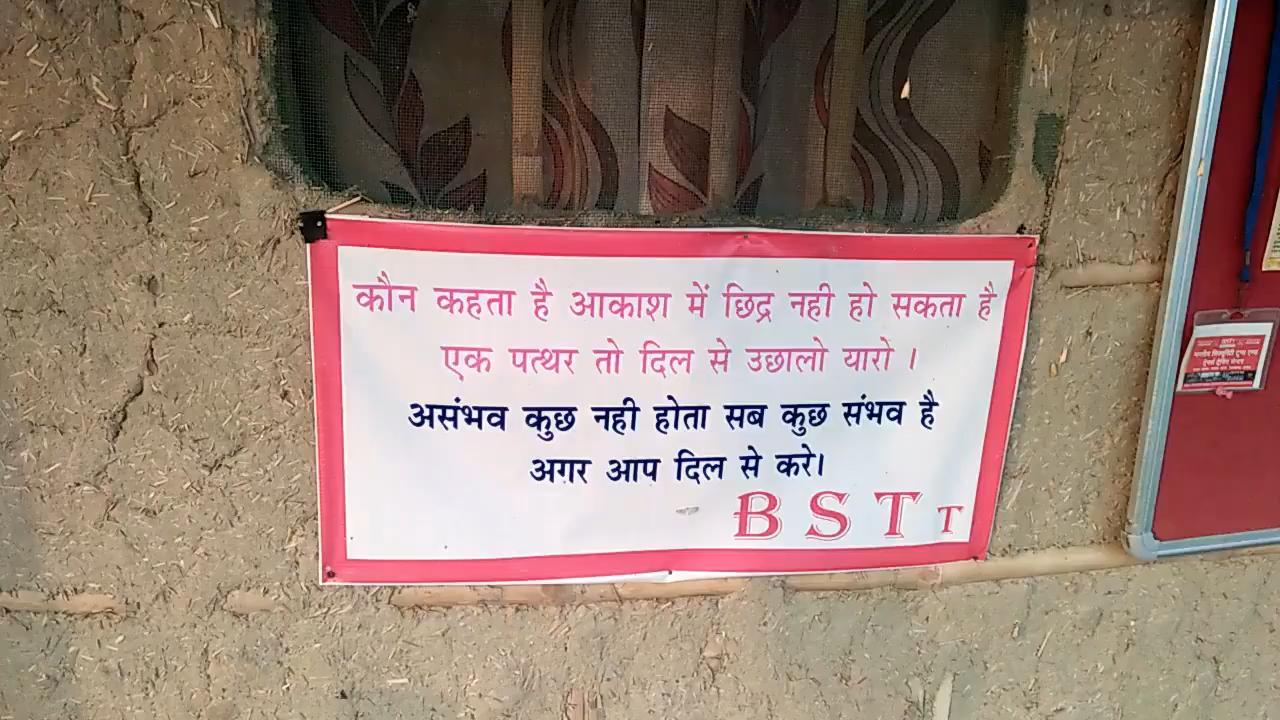 कौन कहता है आकाश में छिद्र नही हो सकता है
एक पत्थर तो दिल से उछालो यारो ।
असंभव कुछ नही होता सब कुछ संभव है
अगर आप दिल से करे।
B S T T